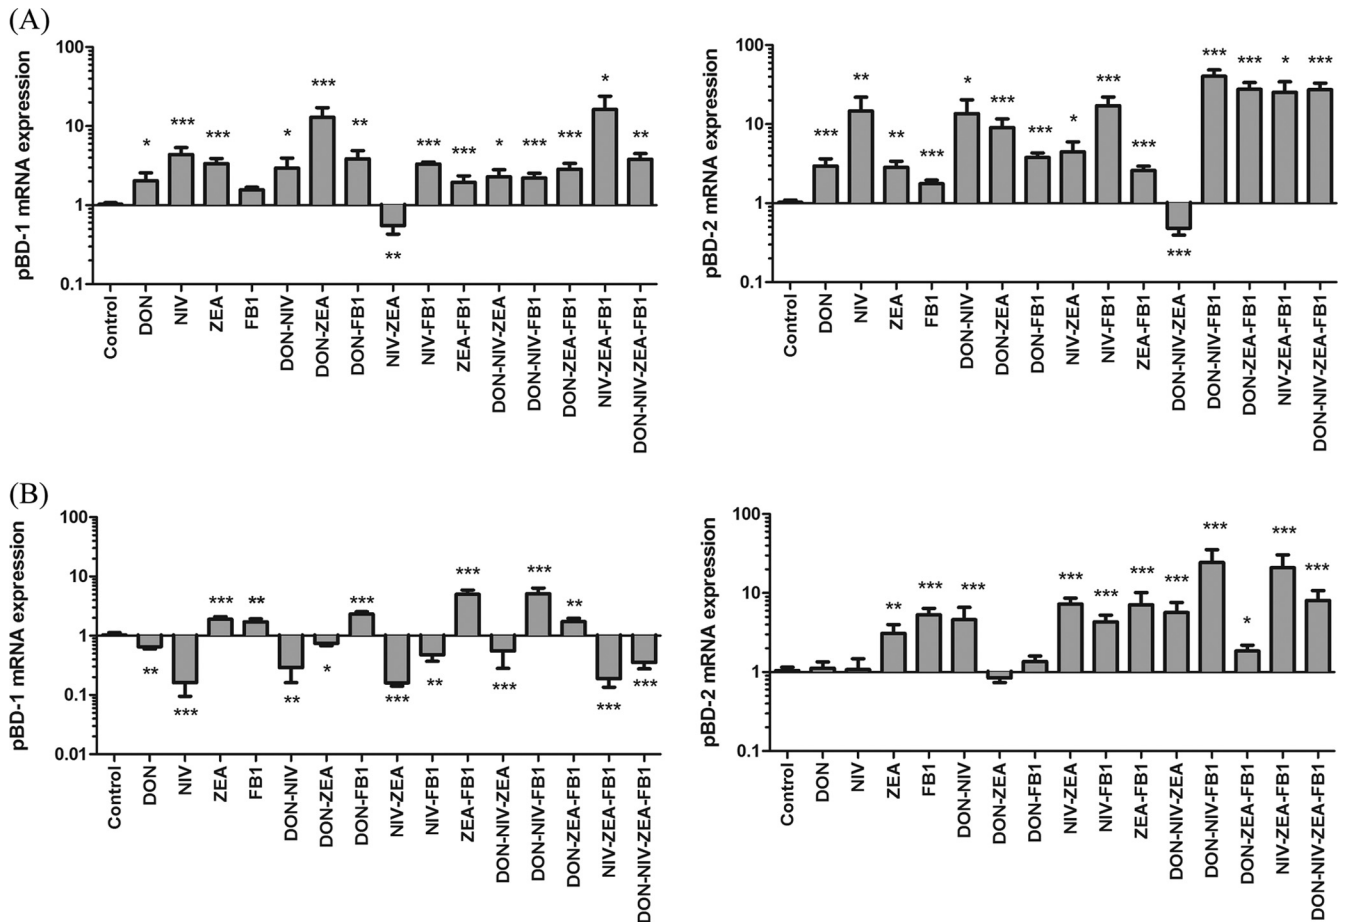 (A)
pBD-1 mRNA expression
100
10
1
0.1
*
***
***
*
***
**
**
***
***
*
***
***
*
**
Control
DON
NIV
ZEA
FB1
DON-NIV
DON-ZEA
DON-FB1
NIV-ZEA
NIV-FB1
ZEA-FB1
DON-NIV-ZEA
DON-NIV-FB1
DON-ZEA-FB1
NIV-ZEA-FB1
DON-NIV-ZEA-FB1
pBD-2 mRNA expression
100
10
1
0.1
***
**
**
***
*
***
***
*
***
***
***
***
***
*
***
Control
DON
NIV
ZEA
FB1
DON-NIV
DON-ZEA
DON-FB1
NIV-ZEA
NIV-FB1
ZEA-FB1
DON-NIV-ZEA
DON-NIV-FB1
DON-ZEA-FB1
NIV-ZEA-FB1
DON-NIV-ZEA-FB1
(B)
pBD-1 mRNA expression
100
10
1
0.1
0.01
**
***
***
**
**
*
***
***
**
***
***
***
**
***
***
Control
DON
NIV
ZEA
FB1
DON-NIV
DON-ZEA
DON-FB1
NIV-ZEA
NIV-FB1
ZEA-FB1
DON-NIV-ZEA
DON-NIV-FB1
DON-ZEA-FB1
NIV-ZEA-FB1
DON-NIV-ZEA-FB1
pBD-2 mRNA expression
100
10
1
0.1
**
***
***
***
***
***
***
***
*
***
***
Control
DON
NIV
ZEA
FB1
DON-NIV
DON-ZEA
DON-FB1
NIV-ZEA
NIV-FB1
ZEA-FB1
DON-NIV-ZEA
DON-NIV-FB1
DON-ZEA-FB1
NIV-ZEA-FB1
DON-NIV-ZEA-FB1